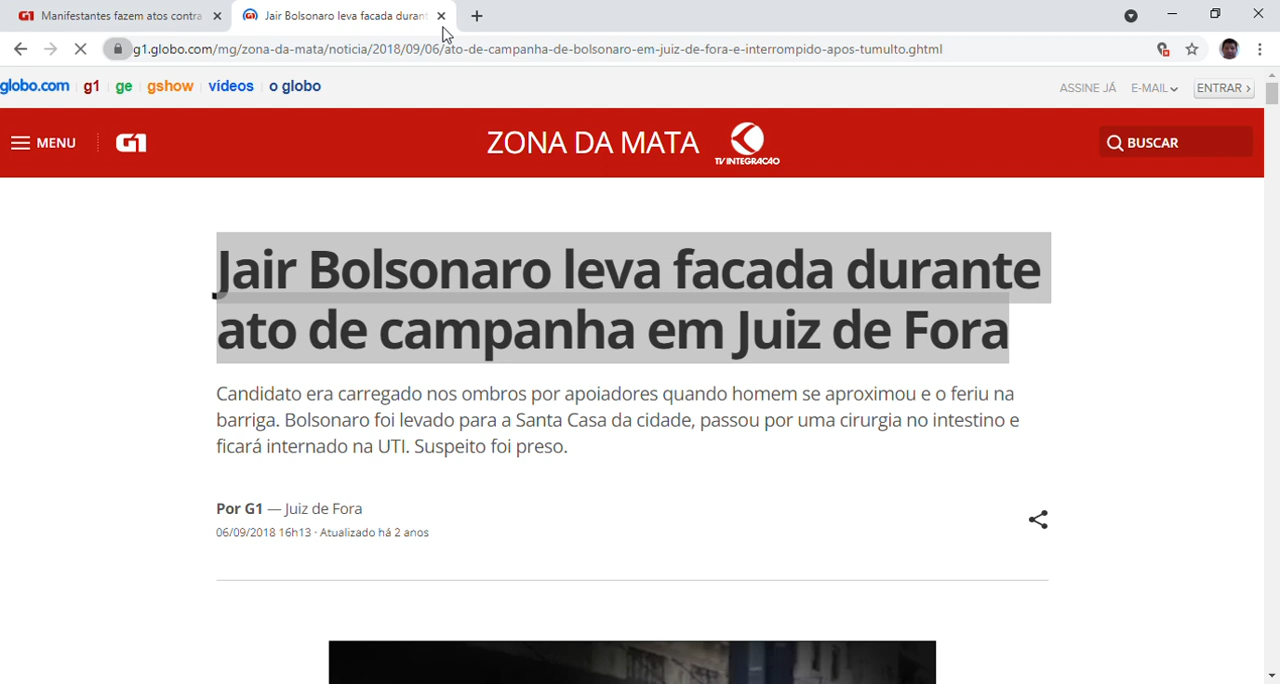 Manifestantes fazem atos contra
Jair Bolsonaro leva facada durant
g1.globo.com/mg/zona-da-mata/noticia/2018/09/06/ato-de-campanha-de-bolsonaro-em-juiz-de-fora-e-interrompido-apos-tumulto.ghtml
globo.com g1 ge gshow vídeos o globo
ASSINE JÁ E-MAIL ENTRAR ›
MENU G1 ZONA DA MATA TV INTEGRAÇÃO BUSCAR
Jair Bolsonaro leva facada durante
ato de campanha em Juiz de Fora
Candidato era carregado nos ombros por apoiadores quando homem se aproximou e o feriu na
barriga. Bolsonaro foi levado para a Santa Casa da cidade, passou por uma cirurgia no intestino e
ficará internado na UTI. Suspeito foi preso.
Por G1 — Juiz de Fora
06/09/2018 16h13 · Atualizado há 2 anos